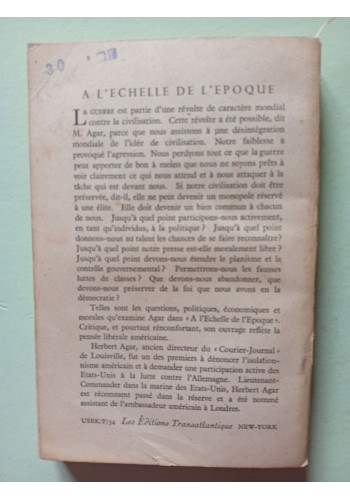 A L'ECHELLE DE L'EPOQUE
LA GUERRE est partie d'une révolte de caractère mondial
contre la civilisation. Cette révolte a été possible, dit
M. Agar, parce que nous assistons à une désintégration
mondiale de l'idée de civilisation. Notre faiblesse a
provoqué l'agression. Nous perdrons tout ce que la guerre
peut apporter de bon à moins que nous ne soyons prêts à
voir clairement ce qui nous attend et à nous attaquer à la
tâche qui est devant nous. Si notre civilisation doit être
préservée, dit-il, elle ne peut devenir un monopole réservé
à une élite. Elle doit devenir un bien commun à chacun
de nous. Jusqu'à quel point participons-nous activement,
en tant qu'individus, à la politique ? Jusqu'à quel point
donnons-nous au talent les chances de se faire reconnaître?
Jusqu'à quel point notre presse est-elle moralement libre ?
Jusqu'à quel point devons-nous étendre le planisme et le
contrôle gouvernemental ? Permettrons-nous les fausses
luttes de classes ? Que devons-nous abandonner, que
devons-nous préserver de la foi que nous avons en la
démocratie ?
Telles sont les questions, politiques, économiques et
morales qu'examine Agar dans « A l'Echelle de l'Epoque ».
Critique, et pourtant réconfortant, son ouvrage reflète la
pensée libérale américaine.
Herbert Agar, ancien directeur du « Courier-Journal »
de Louisville, fut un des premiers à dénoncer l'isolation-
nisme américain et à demander une participation active des
Etats-Unis à la lutte contre l'Allemagne. Lieutenant-
Commander dans la marine des Etats-Unis, Herbert Agar
est récemment passé dans la réserve et a été nommé
assistant de l'ambassadeur américain à Londres.
Les Éditions Transatlantique NEW-YORK